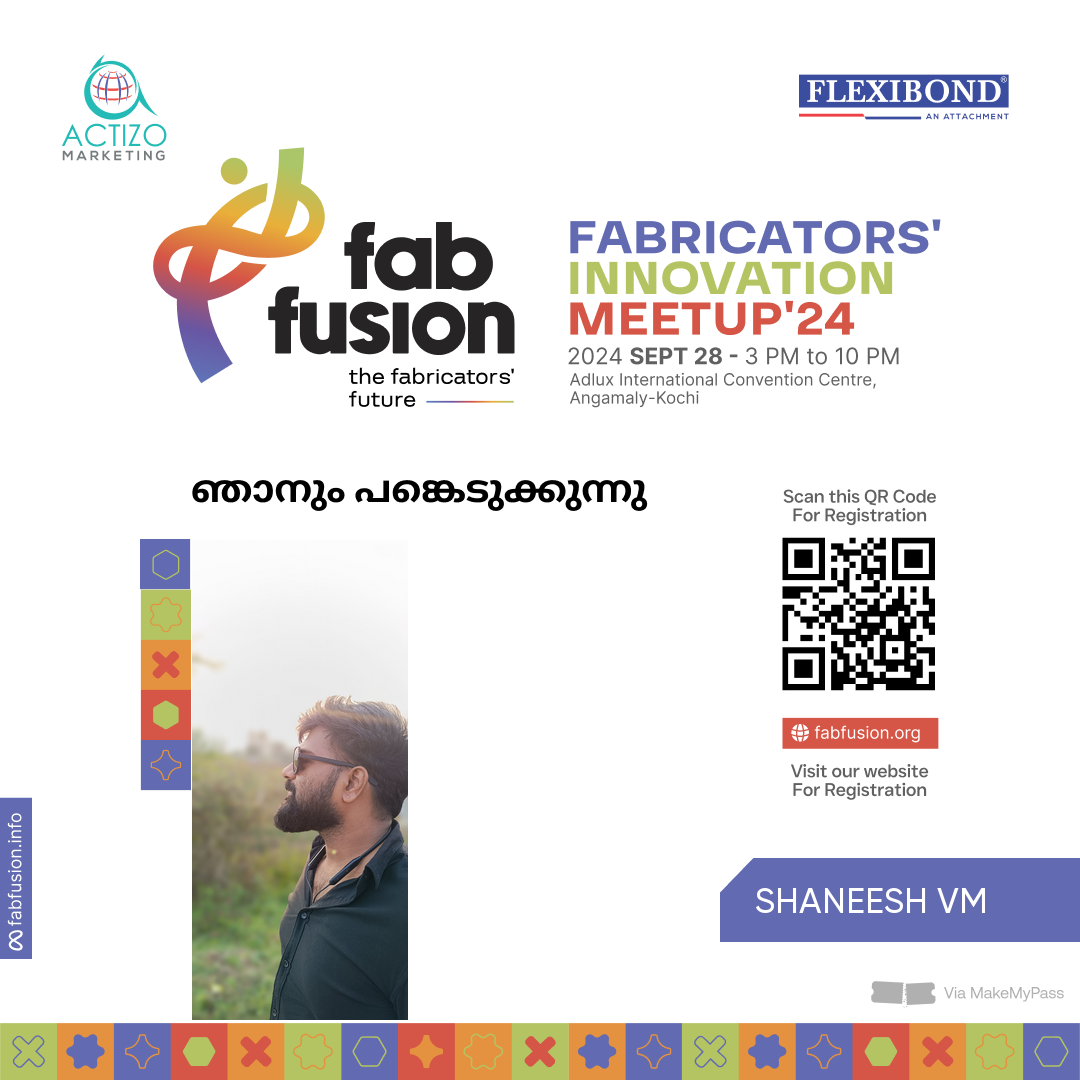 ACTIZO
MARKETING
FLEXIBOND®
AN ATTACHMENT
fab
fusion
the fabricators'
future
FABRICATORS'
INNOVATION
MEETUP'24
2024 SEPT 28 - 3 PM to 10 PM
Adlux International Convention Centre,
Angamaly-Kochi
ഞാനും പങ്കെടുക്കുന്നു
Scan this QR Code
For Registration
fabfusion.org
Visit our website
For Registration
fabfusion.info
SHANEESH VM
Via MakeMyPass